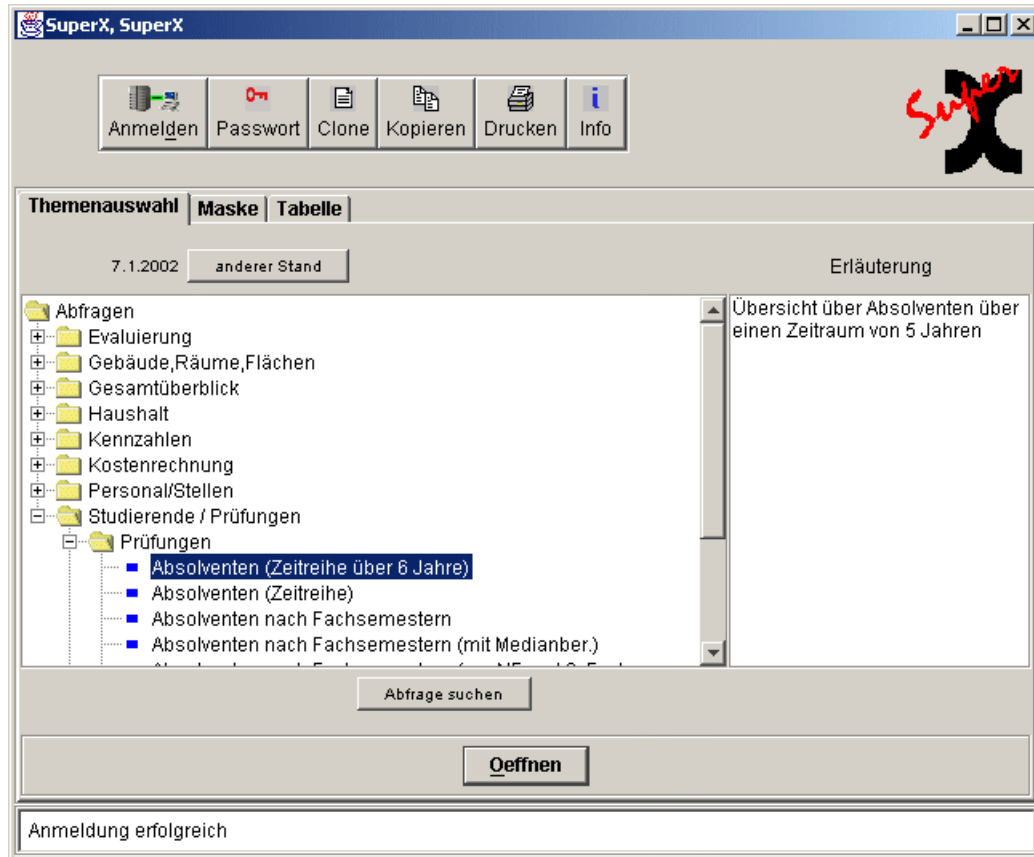 SuperX, SuperX
Anmelden Passwort Clone Kopieren Drucken Info
Super X
Themenauswahl Maske Tabelle
7.1.2002 anderer Stand Erläuterung
Abfragen
Übersicht über Absolventen über
einen Zeitraum von 5 Jahren
Evaluierung
Gebäude,Räume,Flächen
Gesamtüberblick
Haushalt
Kennzahlen
Kostenrechnung
Personal/Stellen
Studierende / Prüfungen
Prüfungen
Absolventen (Zeitreihe über 6 Jahre)
Absolventen (Zeitreihe)
Absolventen nach Fachsemestern
Absolventen nach Fachsemestern (mit Medianber.)
Abfrage suchen
Oeffnen
Anmeldung erfolgreich